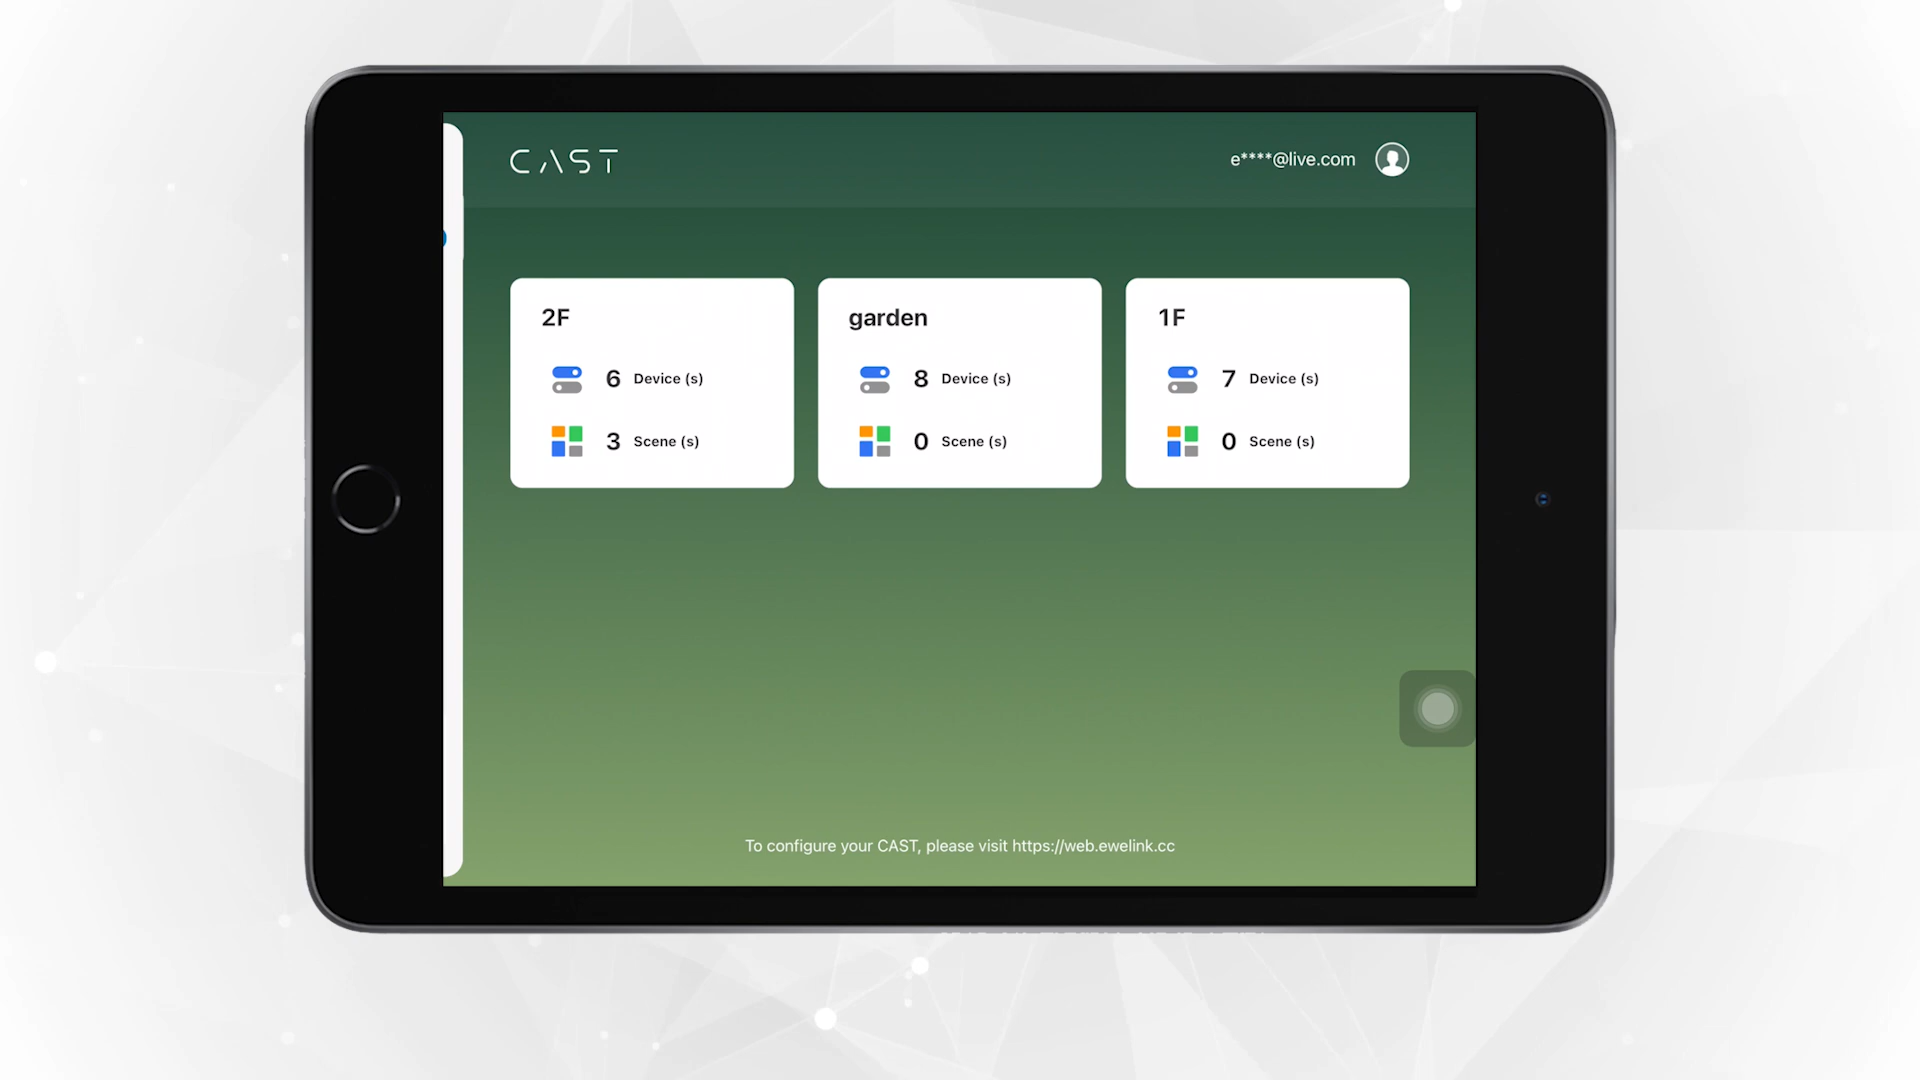 CAST
e****@live.com
2F
6 Device (s)
3 Scene (s)
garden
8 Device (s)
0 Scene (s)
1F
7 Device (s)
0 Scene (s)
To configure your CAST, please visit https://web.ewelink.cc